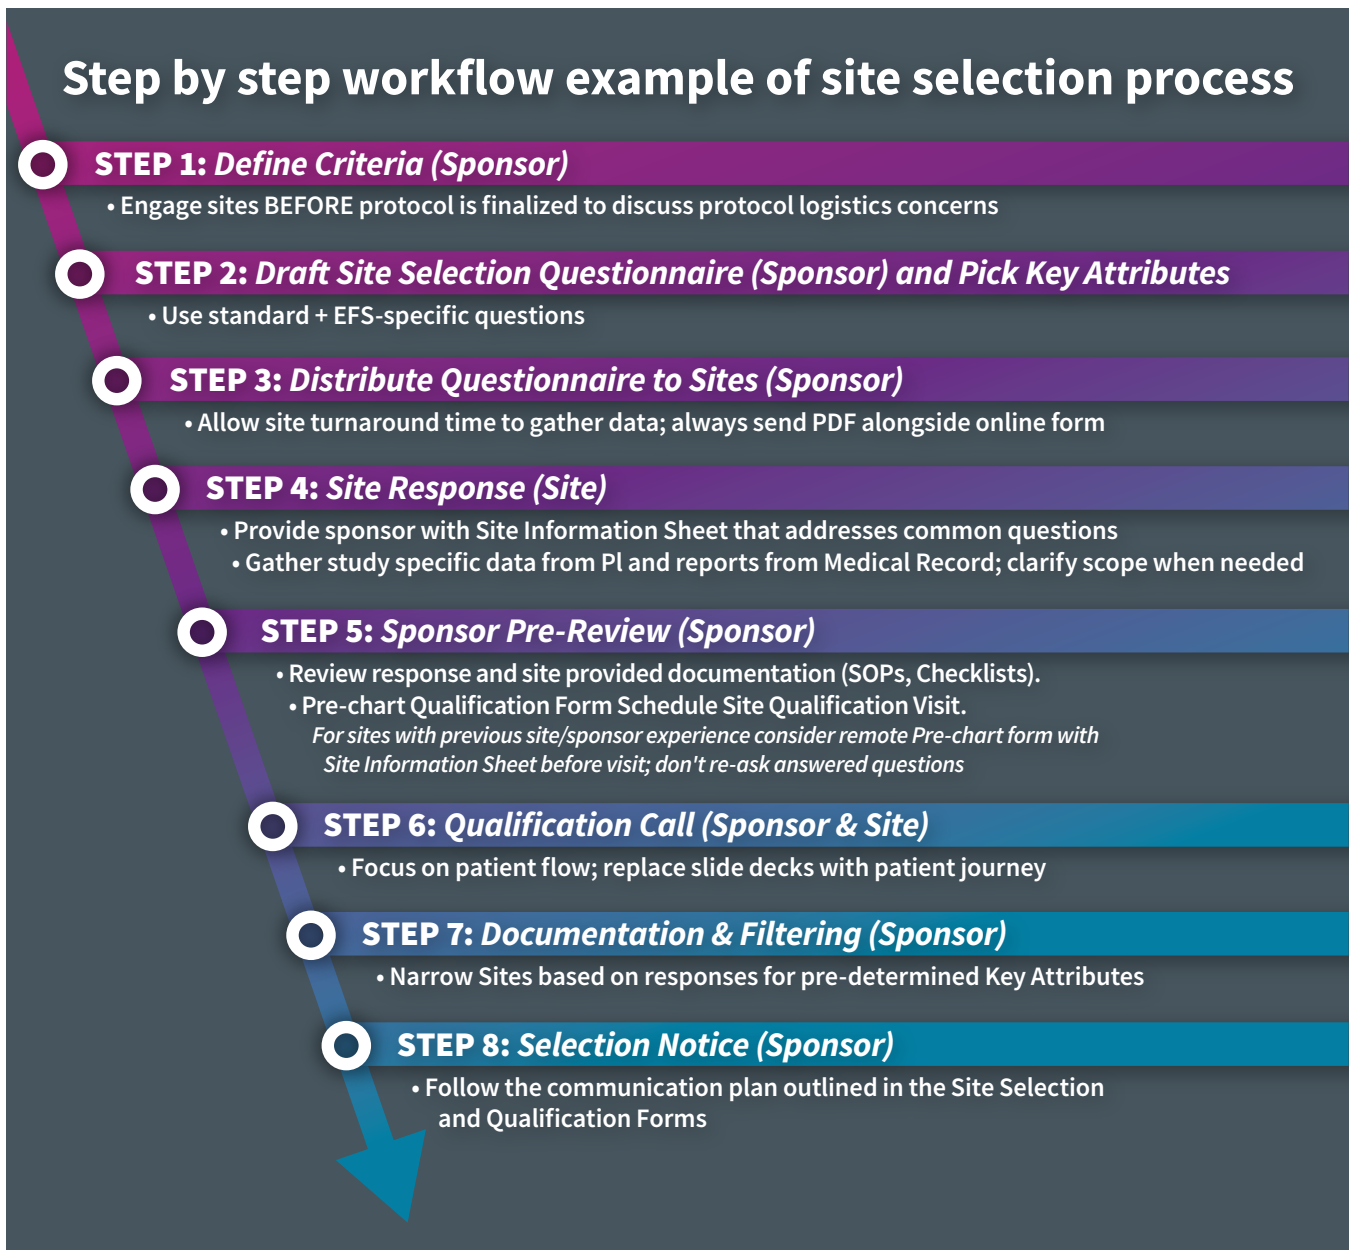 Step by step workflow example of site selection process
STEP 1: Define Criteria (Sponsor)
• Engage sites BEFORE protocol is finalized to discuss protocol logistics concerns
STEP 2: Draft Site Selection Questionnaire (Sponsor) and Pick Key Attributes
• Use standard + EFS-specific questions
STEP 3: Distribute Questionnaire to Sites (Sponsor)
• Allow site turnaround time to gather data; always send PDF alongside online form
STEP 4: Site Response (Site)
• Provide sponsor with Site Information Sheet that addresses common questions
• Gather study specific data from Pl and reports from Medical Record; clarify scope when needed
STEP 5: Sponsor Pre-Review (Sponsor)
• Review response and site provided documentation (SOPs, Checklists).
• Pre-chart Qualification Form Schedule Site Qualification Visit.
For sites with previous site/sponsor experience consider remote Pre-chart form with
Site Information Sheet before visit; don't re-ask answered questions
STEP 6: Qualification Call (Sponsor & Site)
• Focus on patient flow; replace slide decks with patient journey
STEP 7: Documentation & Filtering (Sponsor)
• Narrow Sites based on responses for pre-determined Key Attributes
STEP 8: Selection Notice (Sponsor)
• Follow the communication plan outlined in the Site Selection
and Qualification Forms